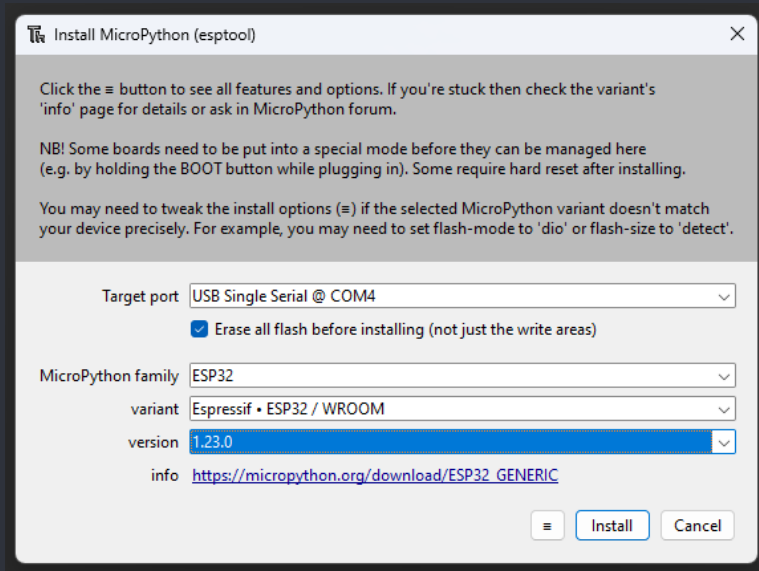 Install MicroPython (esptool)
Click the ≡ button to see all features and options. If you're stuck then check the variant's
'info' page for details or ask in MicroPython forum.
NB! Some boards need to be put into a special mode before they can be managed here
(e.g. by holding the BOOT button while plugging in). Some require hard reset after installing.
You may need to tweak the install options (≡) if the selected MicroPython variant doesn't match
your device precisely. For example, you may need to set flash-mode to 'dio' or flash-size to 'detect'.
Target port USB Single Serial @ COM4
Erase all flash before installing (not just the write areas)
MicroPython family ESP32
variant Espressif • ESP32 / WROOM
version 1.23.0
info https://micropython.org/download/ESP32_GENERIC
≡ Install Cancel